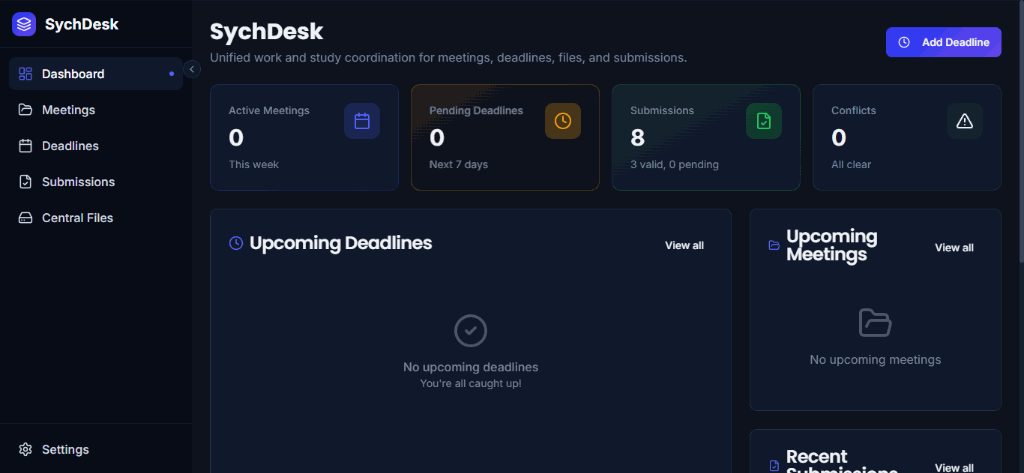 SychDesk
Dashboard
Meetings
Deadlines
Submissions
Central Files
Settings
SychDesk
Unified work and study coordination for meetings, deadlines, files, and submissions.
Add Deadline
Active Meetings
0
This week
Pending Deadlines
0
Next 7 days
Submissions
8
3 valid, 0 pending
Conflicts
0
All clear
Upcoming Deadlines
View all
No upcoming deadlines
You're all caught up!
Upcoming
Meetings
View all
No upcoming meetings
Recent
Submissions
View all